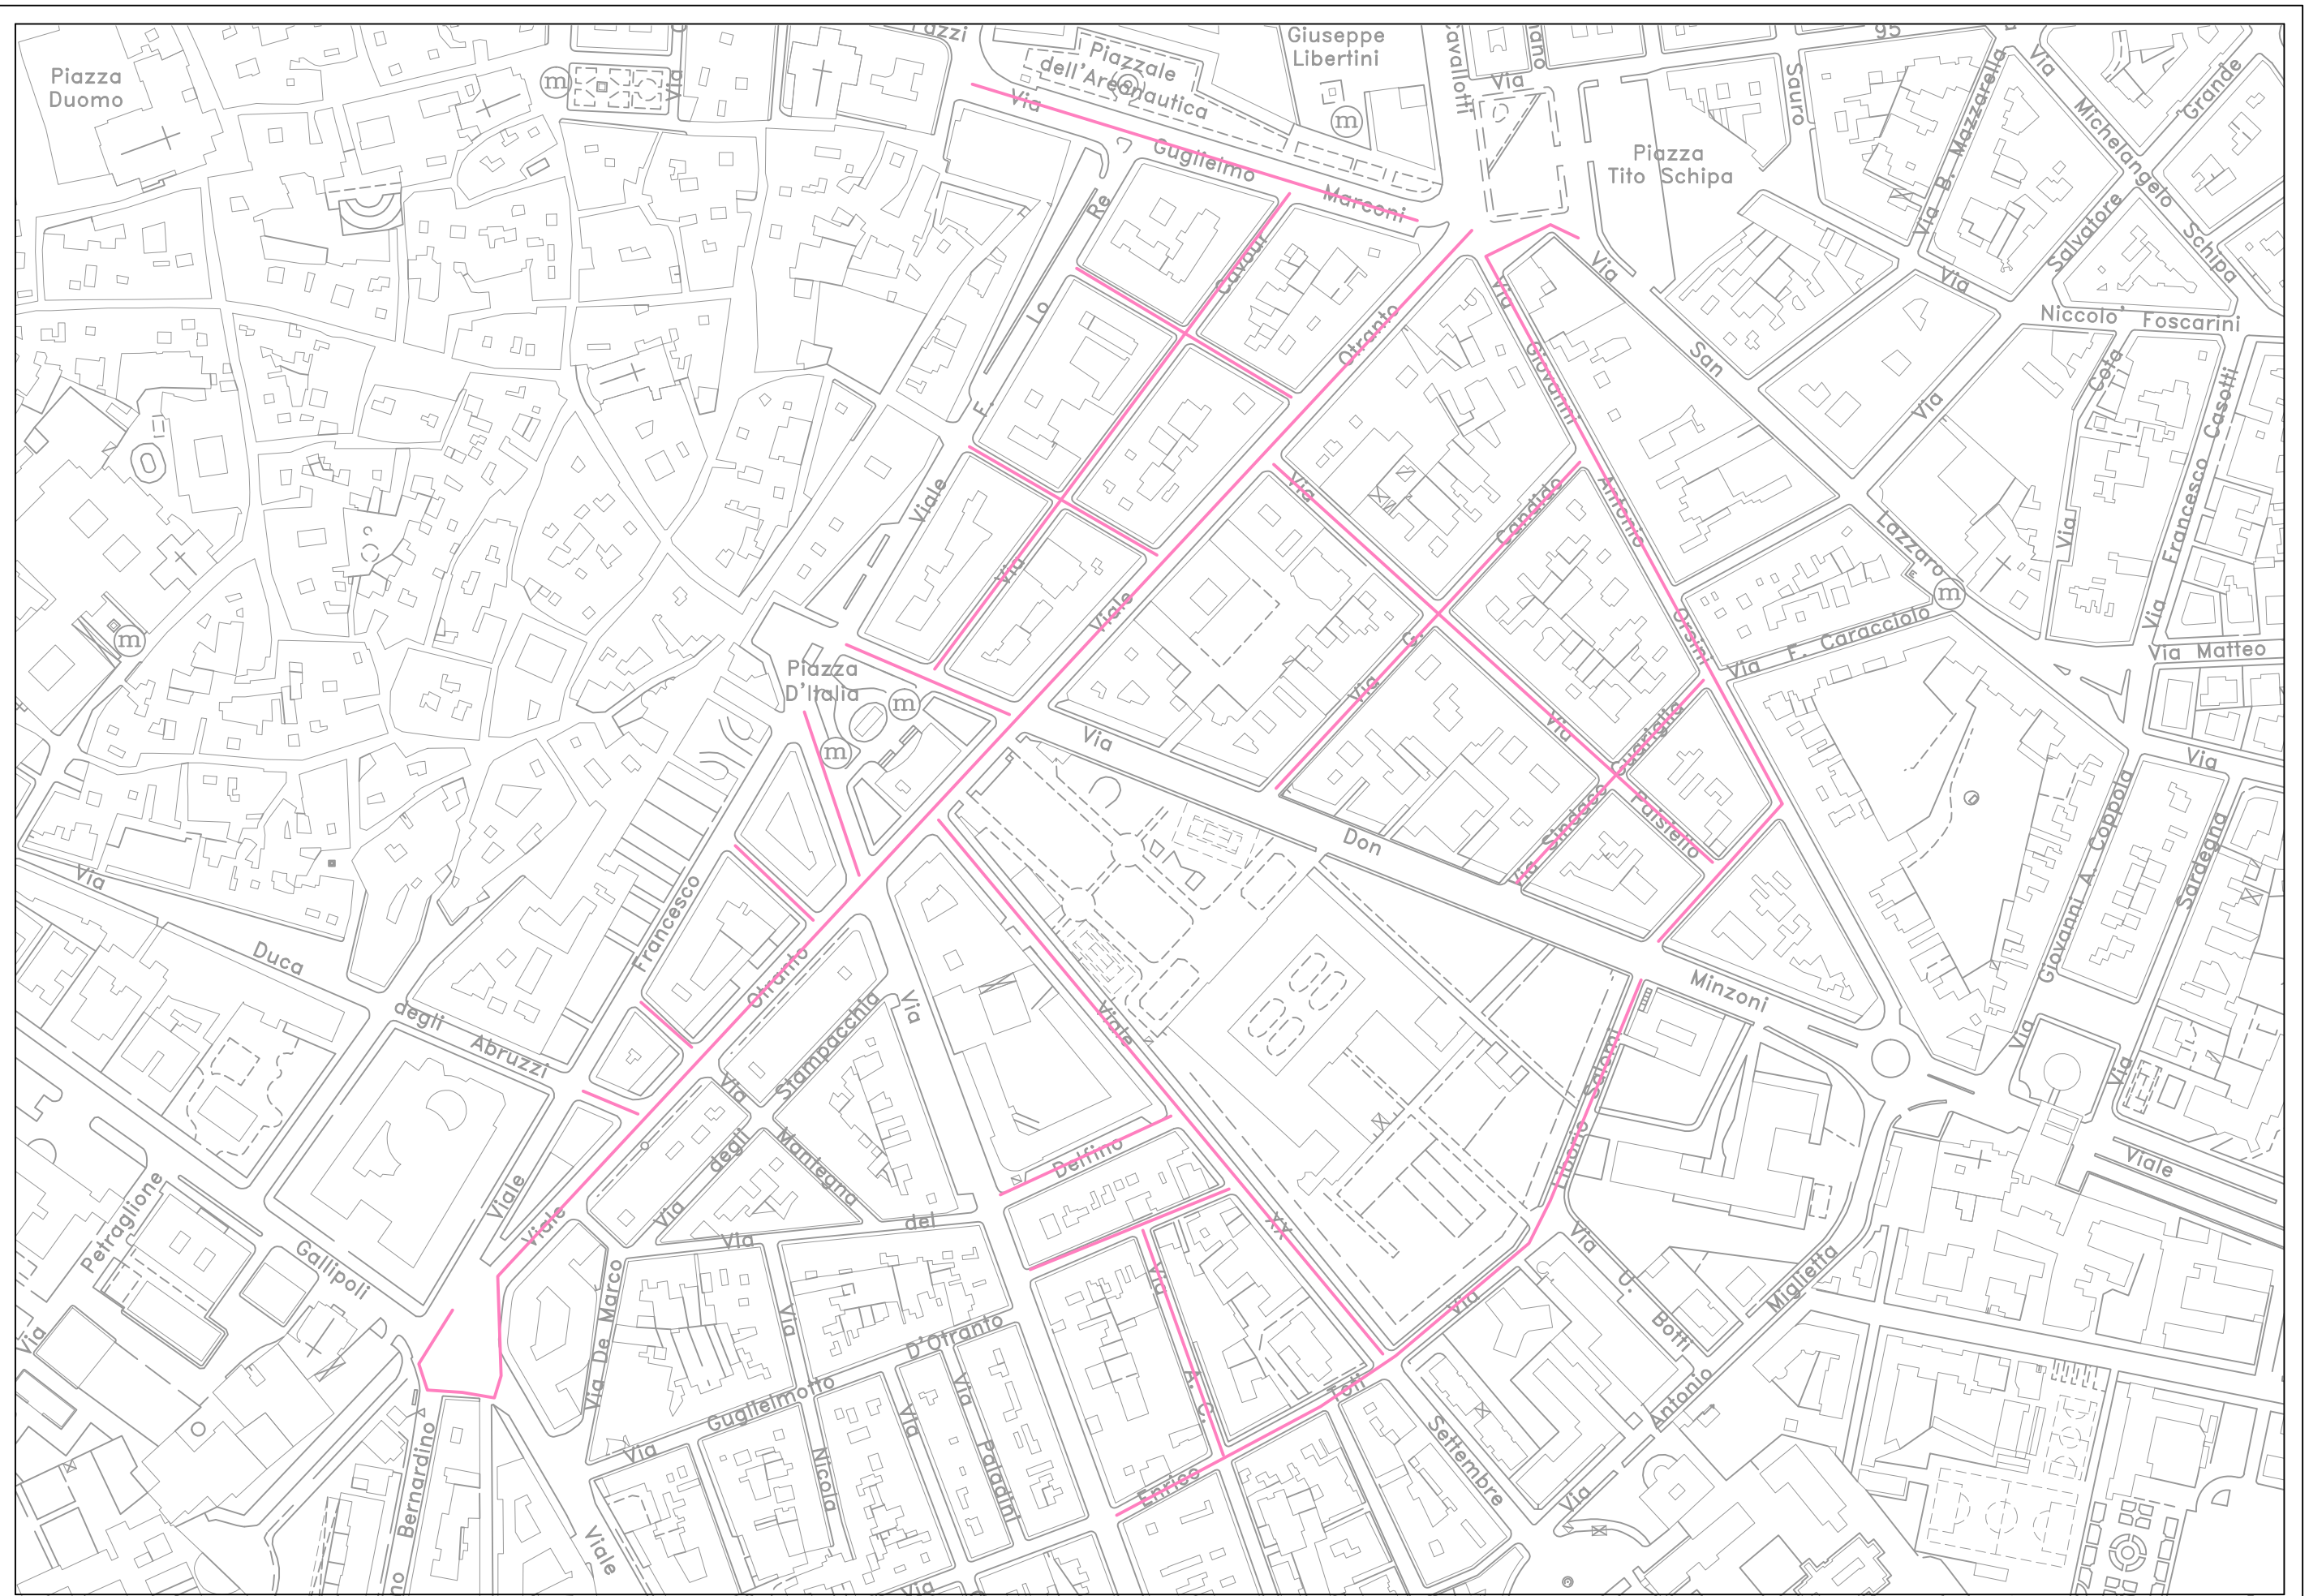 Piazza
Duomo
Via
Piazzale
dell'Areonautica
Giuseppe
Libertini
Cavallotti
Via
95
Sauro
Piazza
Tito Schipa
Via B. Mazzarella
Via
Michelangelo
Schipa
Grande
Salvatore
Via
Niccolo' Foscarini
Via
Guglielmo
Marconi
Viale
F.
Lo
Re
Via
Cavour
Viale
Otranto
Via
Giovanni
Antonio
Orsini
Via
San
Lazzaro
Via
Via
Cota
Via
Francesco
Casotti
Via F. Caracciolo
Via Matteo
Via
Via
G.
Candido
Via
Paisiello
Via Sindaco
Guarisita
Piazza
D'Italia
m
m
m
m
m
m
Via
Don
Minzoni
Via
Giovanni A. Coppola
Via
Sardegna
Viale
Via
Duca
degli
Abruzzi
Viale
Francesco
Viale
Otranto
Via
Via
Stampacchia
Via
degli
Mantegna
Via
del
Delfino
Viale
XX
Settembre
Toponio Salomi
Via
U.
Botti
Via
Antonio
Miglietta
Petraglione
Via
Gallipoli
Via De Marco
Via
Nicola
Via
Guglielmotto
D'Otranto
Via
Via
Paladini
Via
A. C.
Enrico
Toti
Via
Bernardino
no
Viale
Via